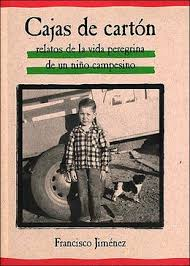 Cajas de cartón
relatos de la vida peregrina
de un niño campesino
Francisco Jiménez